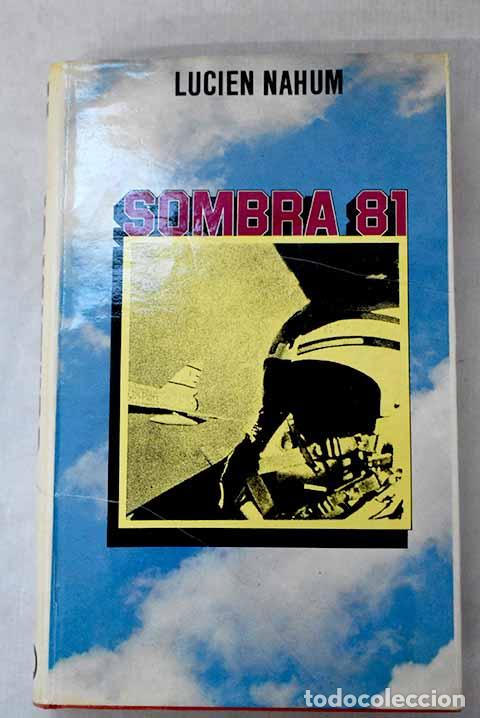 LUCIEN NAHUM
SOMBRA 81
todocoleccion